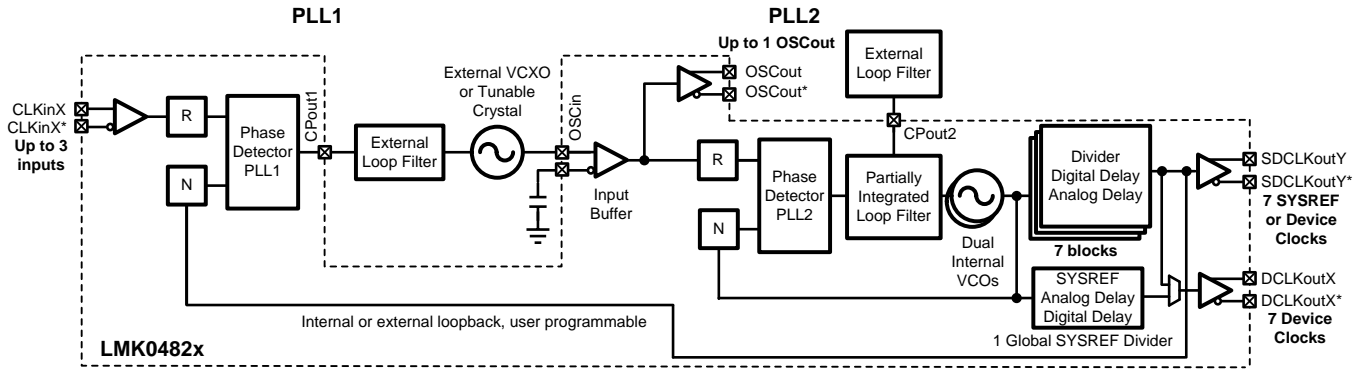 PLL1
PLL2
Up to 1 OSCout
External
Loop Filter
OSCout
OSCout*
External VCXO
or Tunable
Crystal
CLKinX
CLKinX*
Up to 3
inputs
R
N
Phase
Detector
PLL1
CPout1
External
Loop Filter
OSCin
Input
Buffer
R
N
Phase
Detector
PLL2
CPout2
Partially
Integrated
Loop Filter
Dual
Internal
VCOs
Divider
Digital Delay
Analog Delay
7 blocks
SYSREF
Analog Delay
Digital Delay
1 Global SYSREF Divider
SDCLKoutY
SDCLKoutY*
7 SYSREF
or Device
Clocks
DCLKoutX
DCLKoutX*
7 Device
Clocks
Internal or external loopback, user programmable
LMK0482x